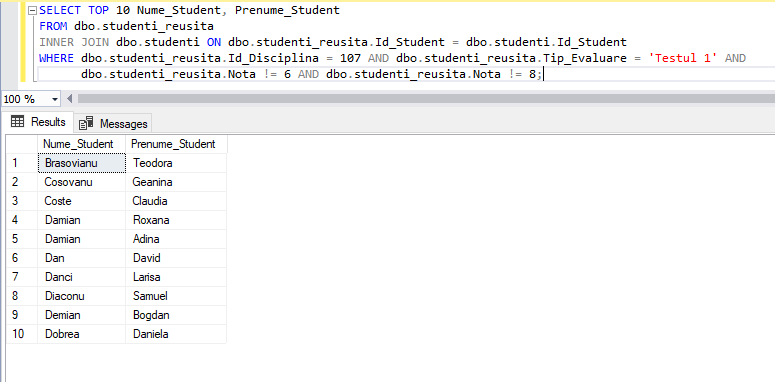 SELECT TOP 10 Nume_Student, Prenume_Student
FROM dbo.studenti_reusita
INNER JOIN dbo.studenti ON dbo.studenti_reusita.Id_Student = dbo.studenti.Id_Student
WHERE dbo.studenti_reusita.Id_Disciplina = 107 AND dbo.studenti_reusita.Tip_Evaluare = 'Testul 1' AND
dbo.studenti_reusita.Nota != 6 AND dbo.studenti_reusita.Nota != 8;
100 %
Results Messages
Nume_Student Prenume_Student
1 Brasovianu Teodora
2 Cosovanu Geanina
3 Coste Claudia
4 Damian Roxana
5 Damian Adina
6 Dan David
7 Danci Larisa
8 Diaconu Samuel
9 Demian Bogdan
10 Dobrea Daniela